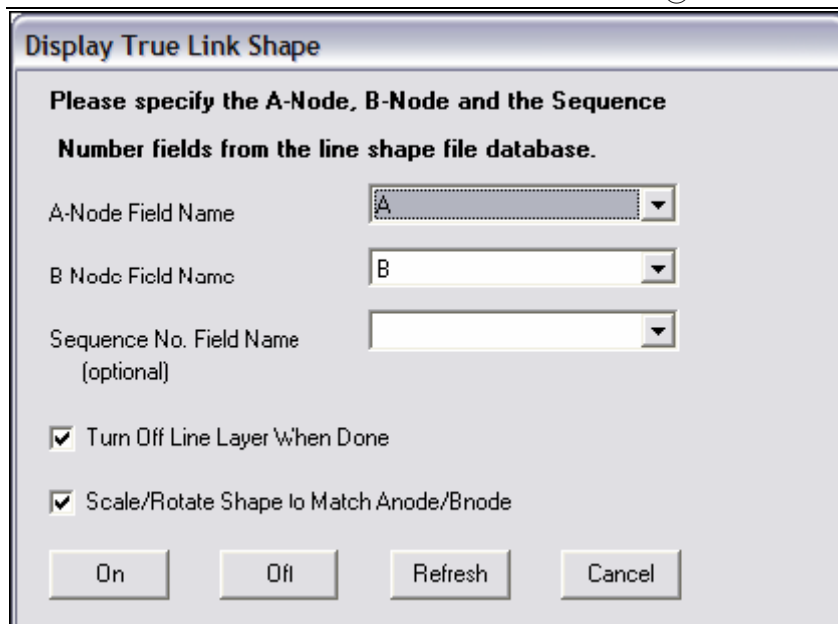 Display True Link Shape
Please specify the A-Node, B-Node and the Sequence
Number fields from the line shape file database.
A-Node Field Name
A
B Node Field Name
B
Sequence No. Field Name
(optional)
Turn Off Line Layer When Done
Scale/Rotate Shape to Match Anode/Bnode
On
Off
Refresh
Cancel